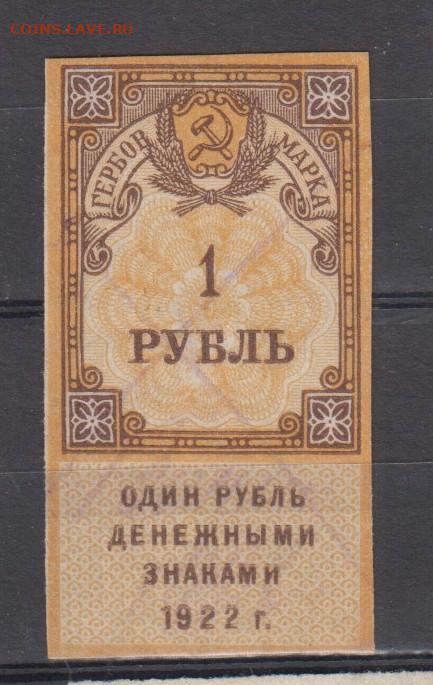 COINS.LAVE.RU
ГЕРБОВ МАРКА
1
РУБЛЬ
ОДИН РУБЛЬ
ДЕНЕЖНЫМИ
ЗНАКАМИ
1922 г.